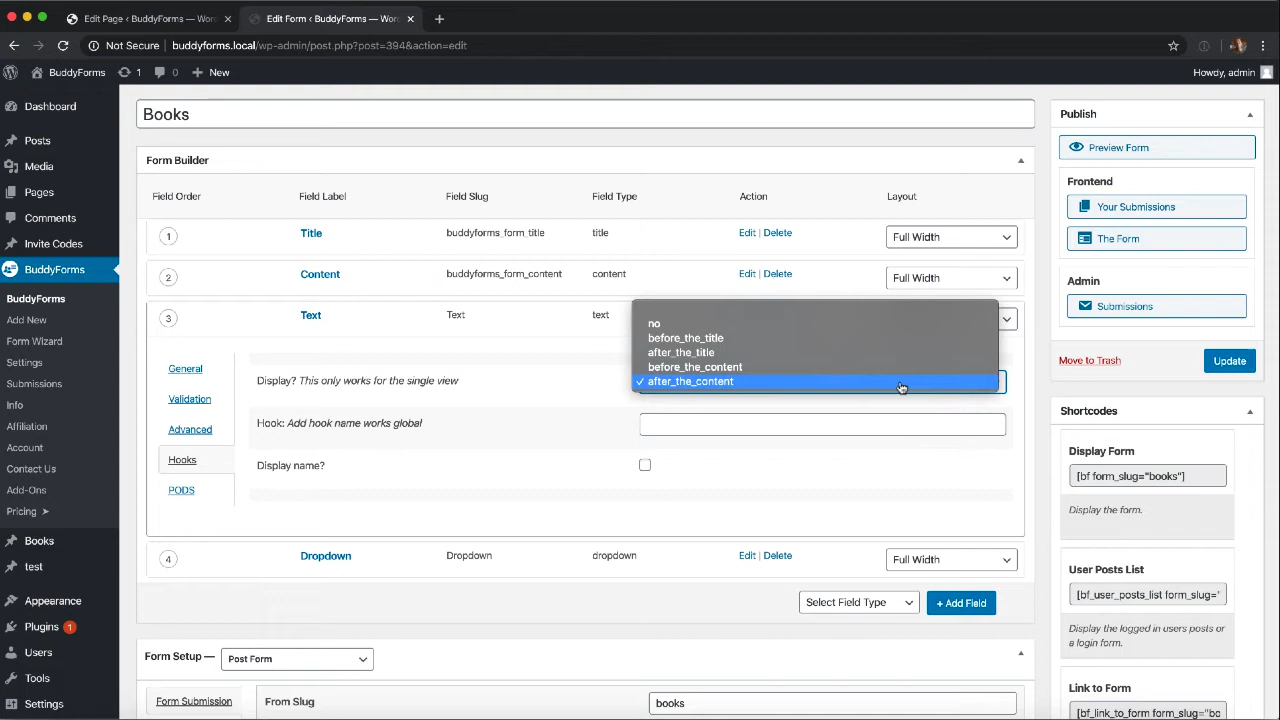 Edit Page ‹ BuddyForms — Wor
Edit Form ‹ BuddyForms — Wor
Not Secure
buddyforms.local/wp-admin/post.php?post=394&action=edit
BuddyForms
1
0
New
Howdy, admin
Dashboard
Posts
Media
Pages
Comments
Invite Codes
BuddyForms
BuddyForms
Add New
Form Wizard
Settings
Submissions
Info
Affiliation
Account
Contact Us
Add-Ons
Pricing ➤
Books
test
Appearance
Plugins 1
Users
Tools
Settings
Books
Form Builder
Field Order Field Label Field Slug Field Type Action Layout
1 Title buddyforms_form_title title Edit | Delete Full Width
2 Content buddyforms_form_content content Edit | Delete Full Width
3 Text Text text
no
before_the_title
after_the_title
before_the_content
✓ after_the_content
General
Validation
Advanced
Hooks
PODS
Display? This only works for the single view
Hook: Add hook name works global
Display name?
4 Dropdown Dropdown dropdown Edit | Delete Full Width
Select Field Type + Add Field
Form Setup — Post Form
Form Submission From Slug books
Publish
Preview Form
Frontend
Your Submissions
The Form
Admin
Submissions
Move to Trash Update
Shortcodes
Display Form
[bf form_slug="books"]
Display the form.
User Posts List
[bf_user_posts_list form_slug="
Display the logged in users posts or
a login form.
Link to Form
[bf_link_to_form form_slug="bo